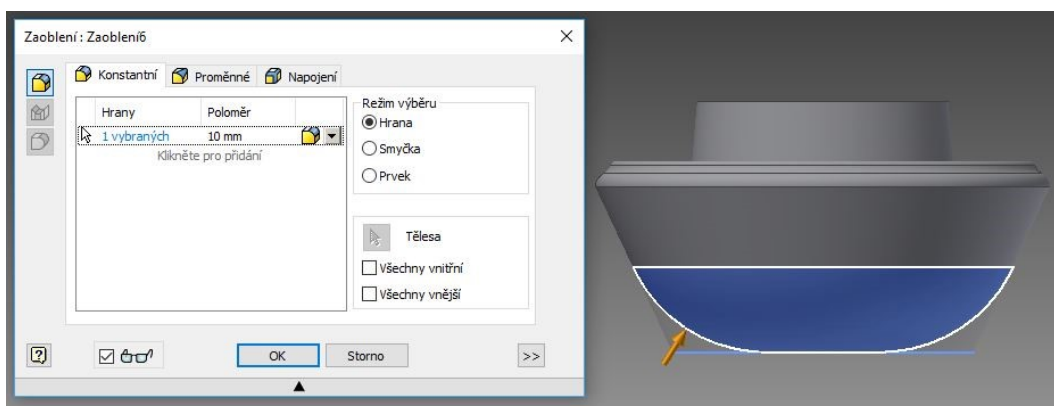 Zaoblení : Zaoblení6
Konstantní Proměnné Napojení
Hrany Poloměr
1 vybraných 10 mm
Klikněte pro přidání
Režim výběru
Hrana
Smyčka
Prvek
Tělesa
Všechny vnitřní
Všechny vnější
OK Storno >>